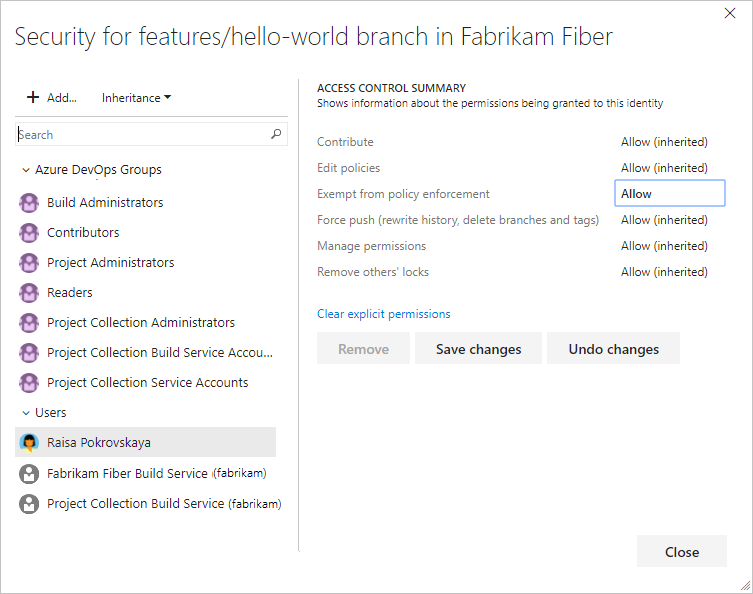 Security for features/hello-world branch in Fabrikam Fiber
Add...
Inheritance
Search
Azure DevOps Groups
Build Administrators
Contributors
Project Administrators
Readers
Project Collection Administrators
Project Collection Build Service Accou...
Project Collection Service Accounts
Users
Raisa Pokrovskaya
Fabrikam Fiber Build Service (fabrikam)
Project Collection Build Service (fabrikam)
ACCESS CONTROL SUMMARY
Shows information about the permissions being granted to this identity
Contribute Allow (inherited)
Edit policies Allow (inherited)
Exempt from policy enforcement Allow
Force push (rewrite history, delete branches and tags) Allow (inherited)
Manage permissions Allow (inherited)
Remove others' locks Allow (inherited)
Clear explicit permissions
Remove Save changes Undo changes
Close